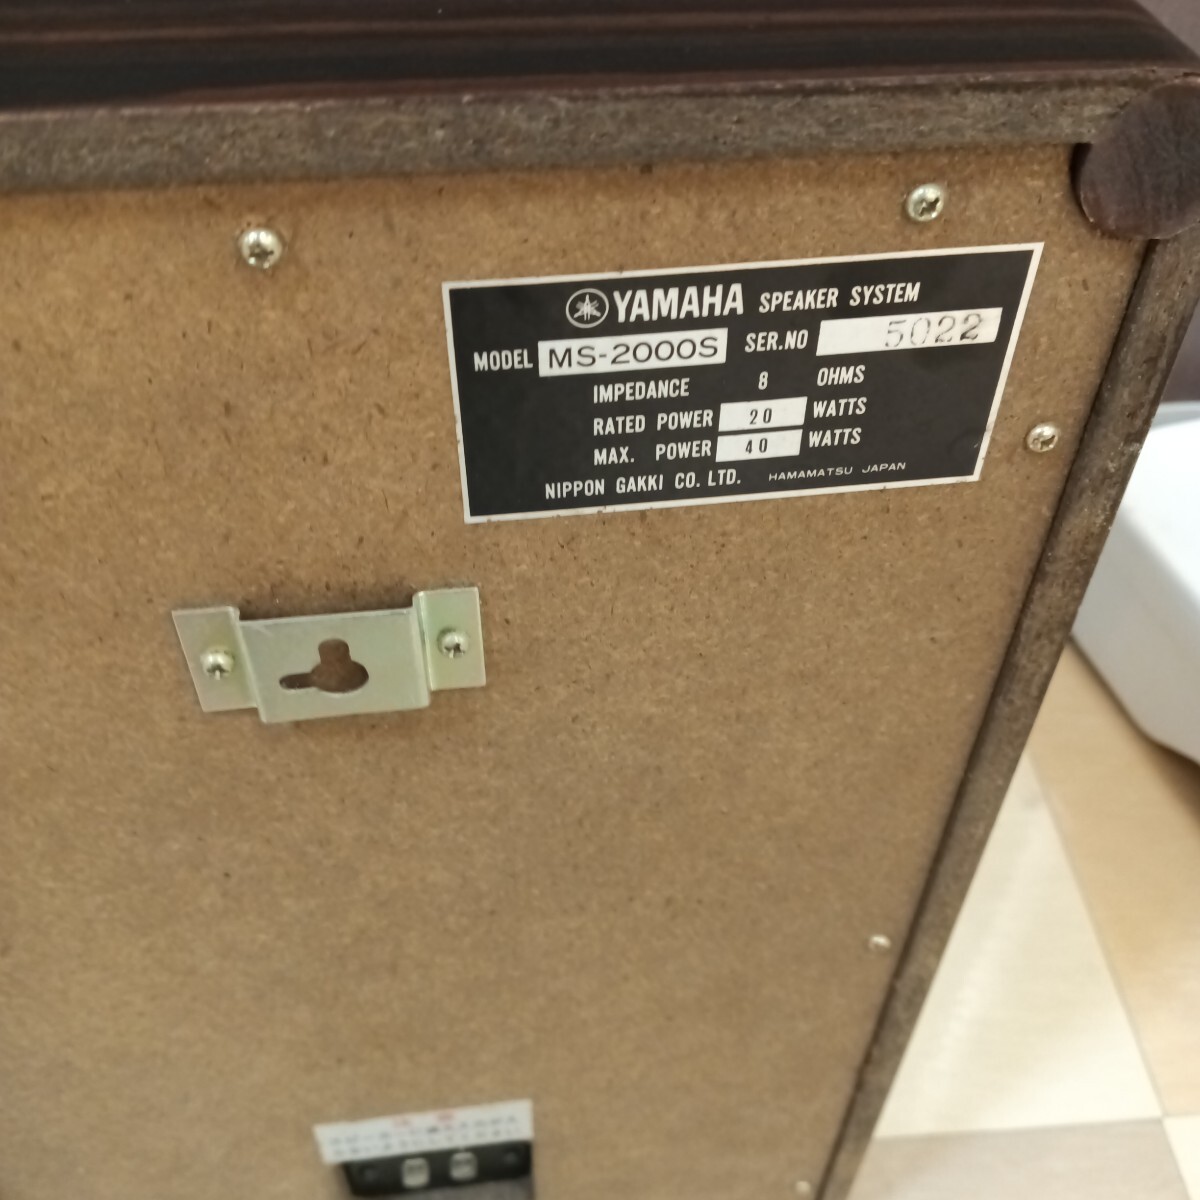 YAMAHA SPEAKER SYSTEM
MODEL MS-2000S SER.NO 5022
IMPEDANCE 8 OHMS
RATED POWER 20 WATTS
MAX. POWER 40 WATTS
NIPPON GAKKI CO. LTD. HAMAMATSU JAPAN